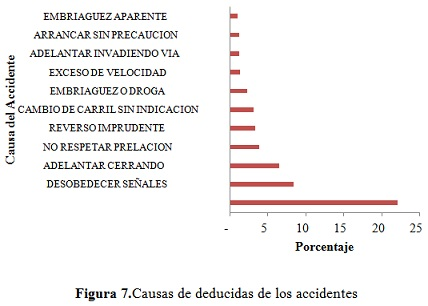 EMBRIAGUEZ APARENTE
ARRANCAR SIN PRECAUCION
ADELANTAR INVADIENDO VIA
EXCESO DE VELOCIDAD
EMBRIAGUEZ O DROGA
CAMBIO DE CARRIL SIN INDICACION
REVERSO IMPRUDENTE
NO RESPETAR PRELACION
ADELANTAR CERRANDO
DESOBEDECER SEÑALES
Causa del Accidente
- 5 10 15 20 25
Porcentaje
Figura 7.Causas de deducidas de los accidentes